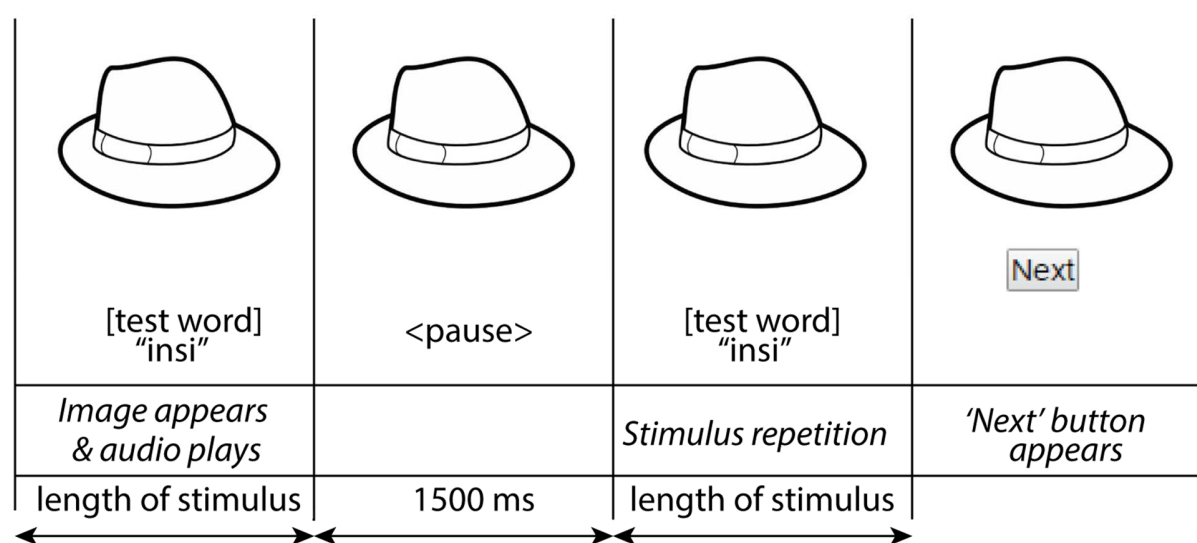 Next
[test word]
“insi”
<pause>
[test word]
“insi”
Image appears
& audio plays
Stimulus repetition
‘Next’ button
appears
length of stimulus
1500 ms
length of stimulus